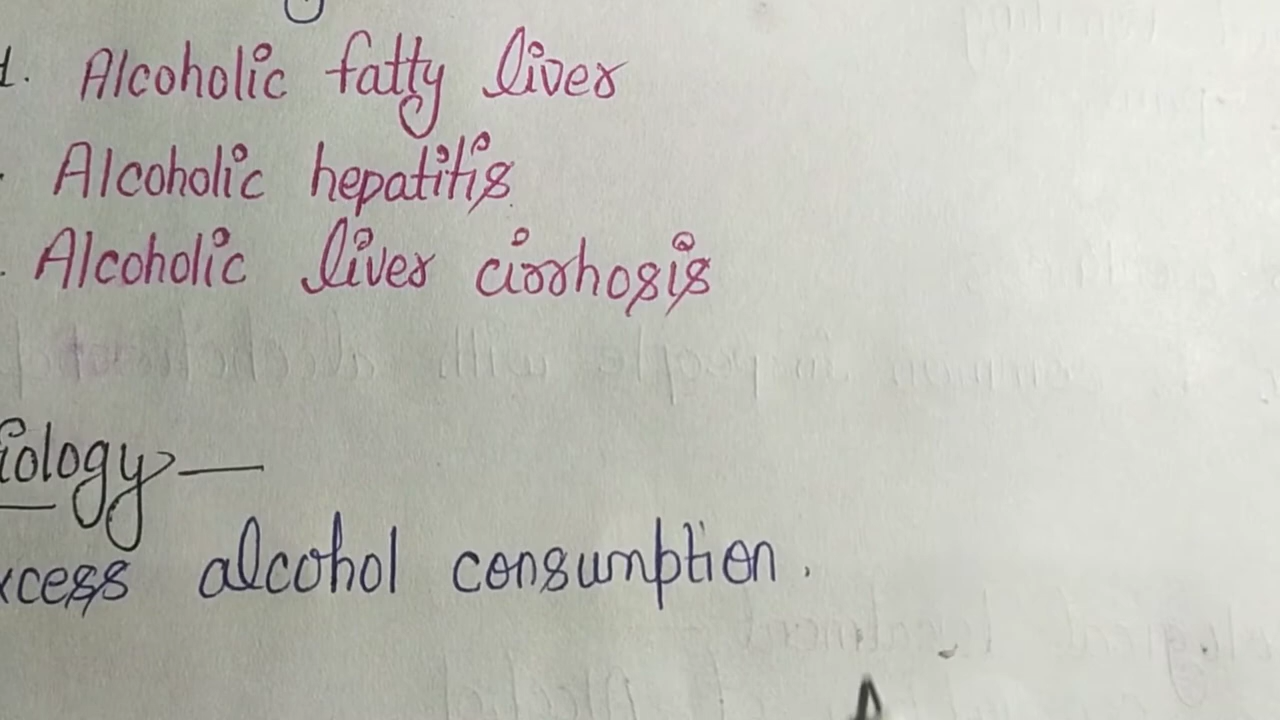 1. Alcoholic fatty liver
. Alcoholic hepatitis
. Alcoholic liver cirrhosis
iology —
xcess alcohol consumption.